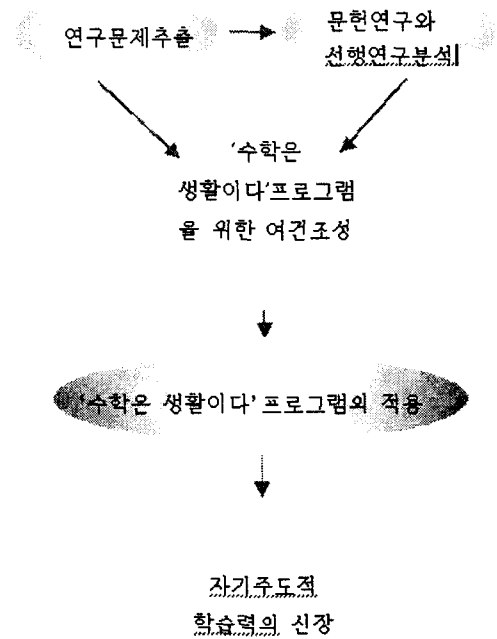 연구문제추출
문헌연구와
선행연구분석
'수학은
생활이다'프로그램
을 위한 여건조성
'수학은 생활이다' 프로그램의 적용
자기주도적
학습력의 신장